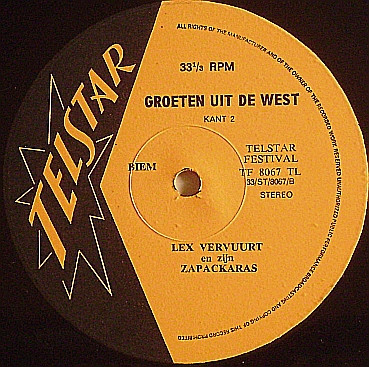 ALL RIGHTS OF THE MANUFACTURER AND OF THE OWNER OF THE RECORDED WORK RESERVED UNAUTHORIZED PUBLIC PERFORMANCE BROADCASTING AND COPYING OF THIS RECORD PROHIBITED
TELSTAR
33⅓ RPM
GROETEN UIT DE WEST
KANT 2
BIEM
TELSTAR
FESTIVAL
TF 8067 TL
33/ST/8067/B
STEREO
LEX VERVUURT
en zijn
ZAPACKARAS